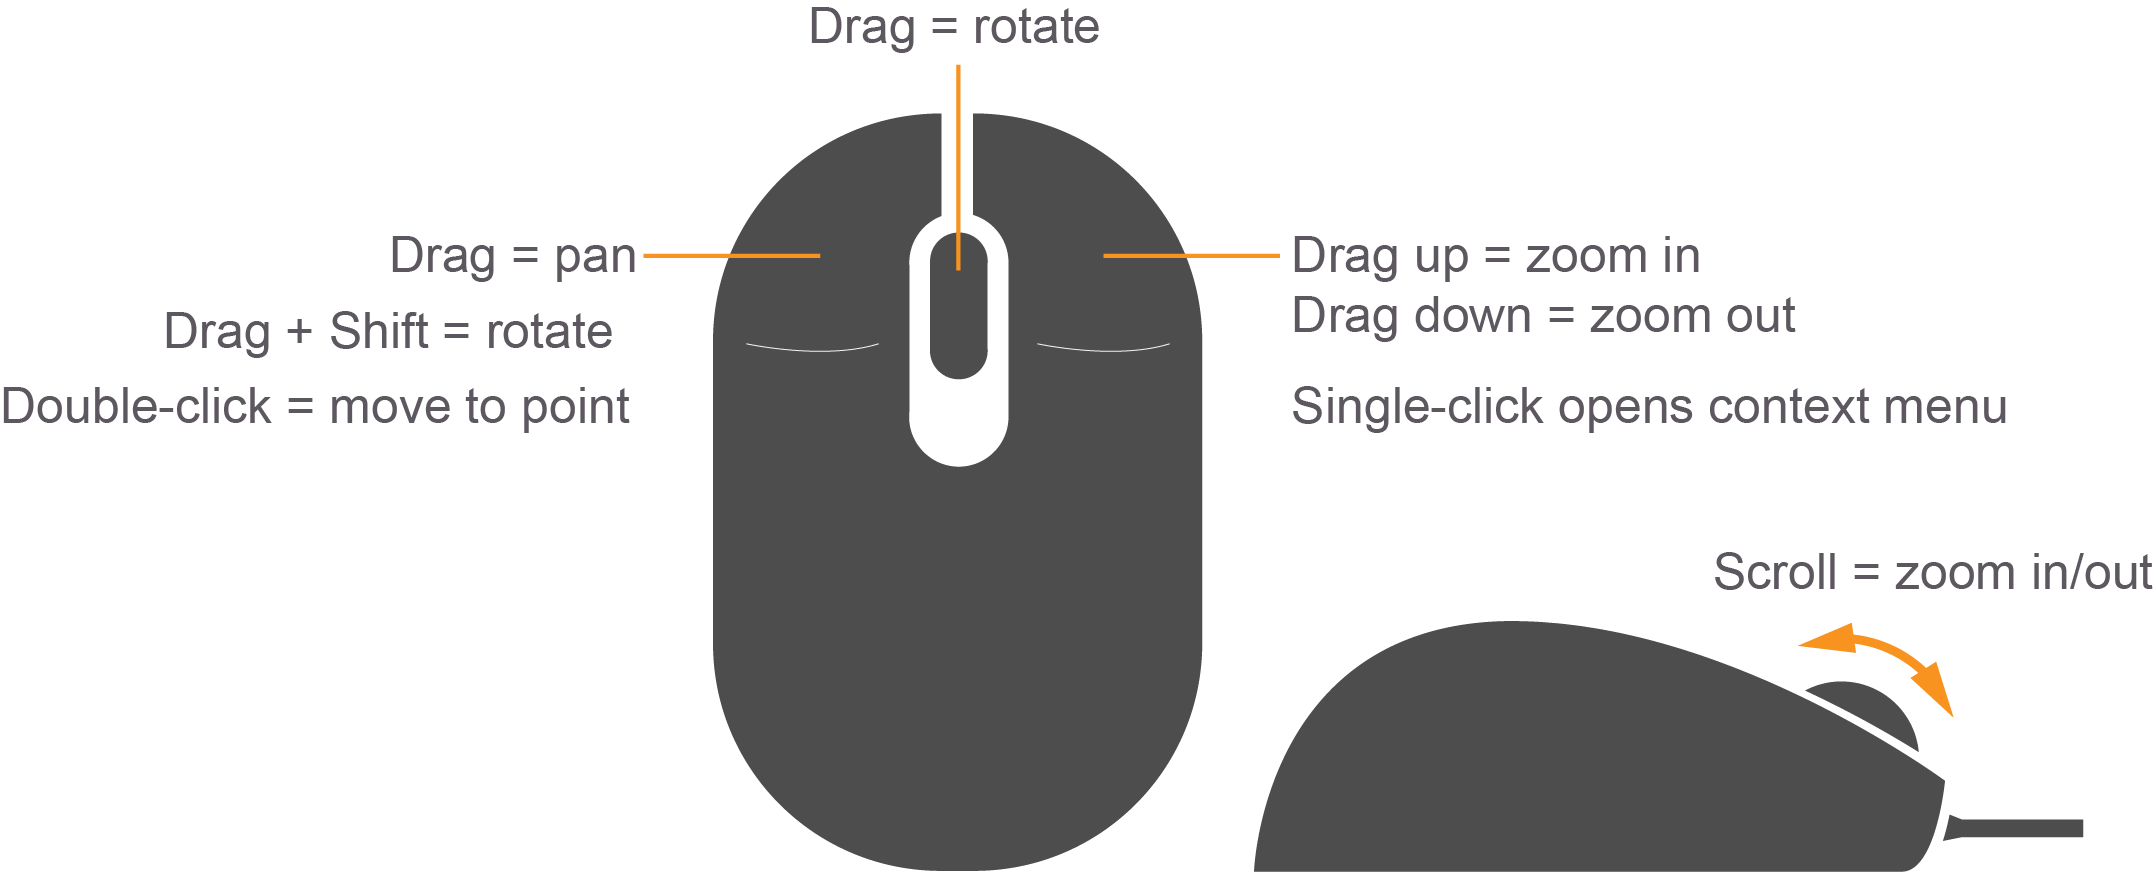 Drag = rotate
Drag = pan
Drag + Shift = rotate
Double-click = move to point
Drag up = zoom in
Drag down = zoom out
Single-click opens context menu
Scroll = zoom in/out